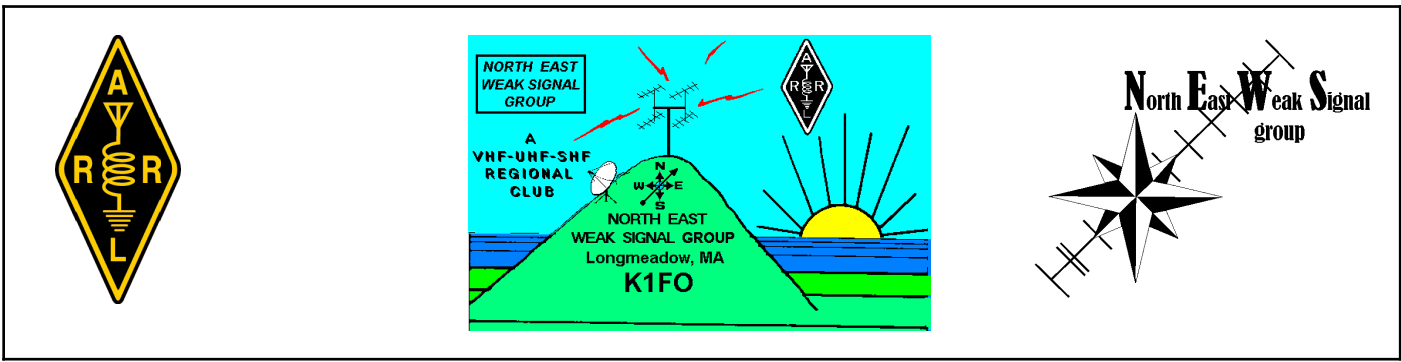 A
R R
L
NORTH EAST
WEAK SIGNAL
GROUP
A
VHF-UHF-SHF
REGIONAL
CLUB
A
R R
L
N
W E
S
NORTH EAST
WEAK SIGNAL GROUP
Longmeadow, MA
K1FO
North East Weak Signal
group